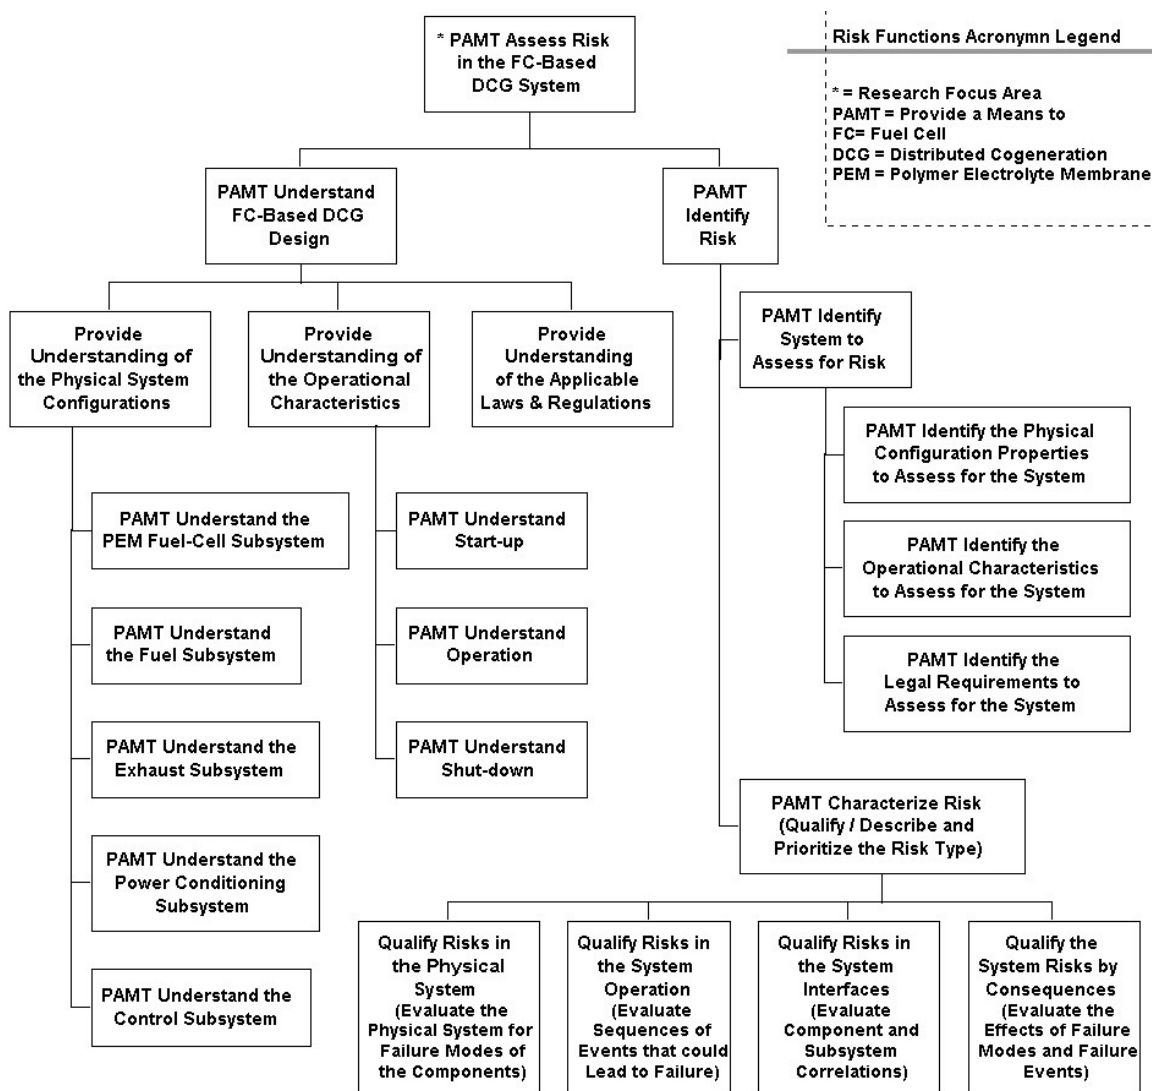 * PAMT Assess Risk
in the FC-Based
DCG System
Risk Functions Acronymn Legend
* = Research Focus Area
PAMT = Provide a Means to
FC= Fuel Cell
DCG = Distributed Cogeneration
PEM = Polymer Electrolyte Membrane
PAMT Understand
FC-Based DCG
Design
PAMT
Identify
Risk
Provide
Understanding of
the Physical System
Configurations
Provide
Understanding of
the Operational
Characteristics
Provide
Understanding
of the Applicable
Laws & Regulations
PAMT Identify
System to
Assess for Risk
PAMT Identify the Physical
Configuration Properties
to Assess for the System
PAMT Identify the
Operational Characteristics
to Assess for the System
PAMT Identify the
Legal Requirements to
Assess for the System
PAMT Understand the
PEM Fuel-Cell Subsystem
PAMT Understand
the Fuel Subsystem
PAMT Understand the
Exhaust Subsystem
PAMT Understand the
Power Conditioning
Subsystem
PAMT Understand the
Control Subsystem
PAMT Understand
Start-up
PAMT Understand
Operation
PAMT Understand
Shut-down
PAMT Characterize Risk
(Qualify / Describe and
Prioritize the Risk Type)
Qualify Risks in
the Physical
System
(Evaluate the
Physical System for
Failure Modes of
the Components)
Qualify Risks in
the System
Operation
(Evaluate
Sequences of
Events that could
Lead to Failure)
Qualify Risks in
the System
Interfaces
(Evaluate
Component and
Subsystem
Correlations)
Qualify the
System Risks by
Consequences
(Evaluate the
Effects of Failure
Modes and Failure
Events)